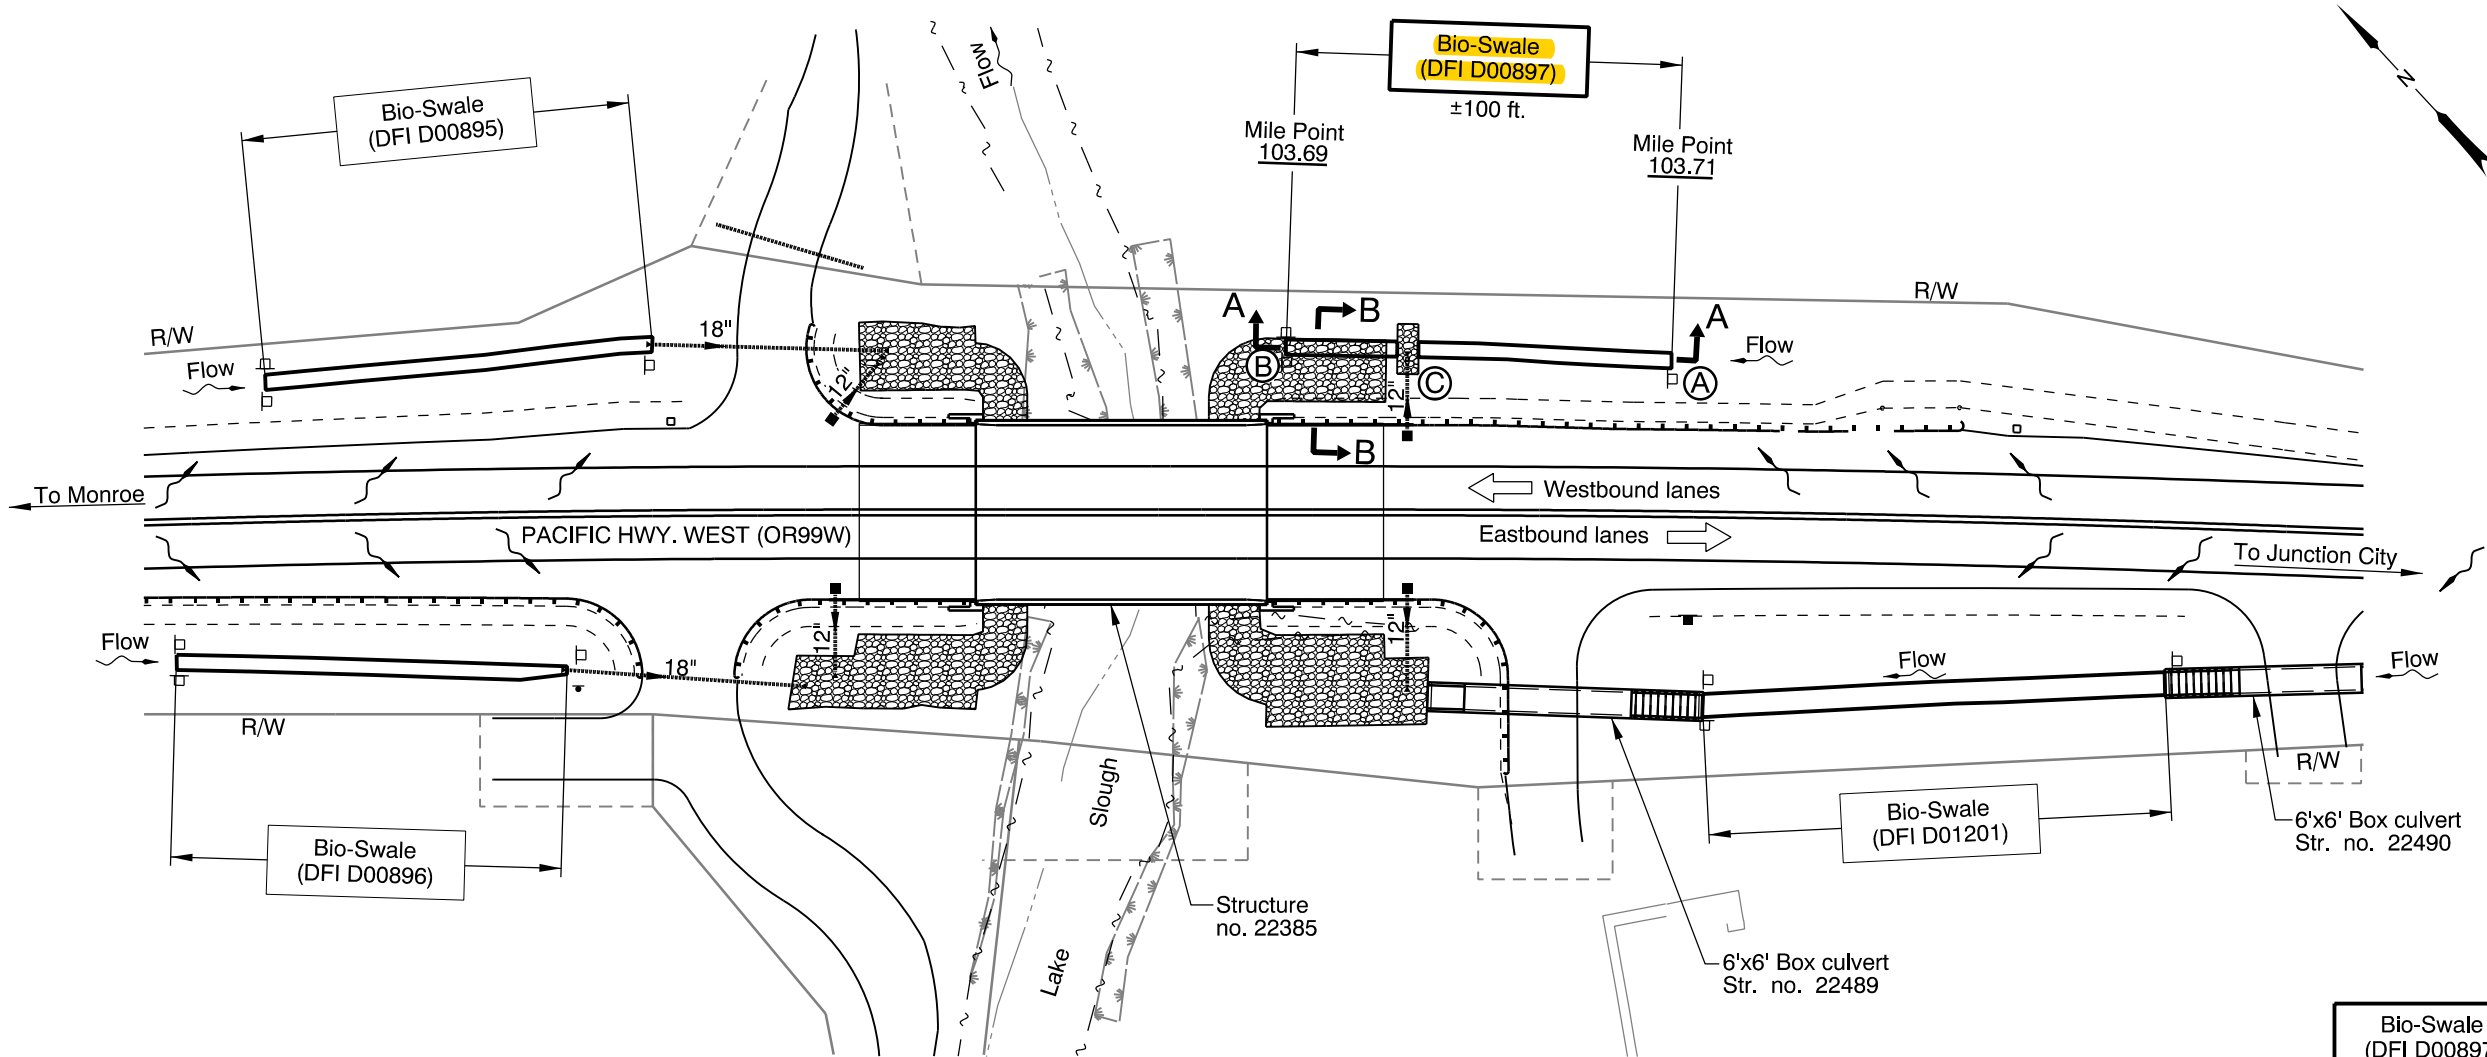 Bio-Swale
(DFI D00895)
Flow
Bio-Swale
(DFI D00897)
±100 ft.
Mile Point
103.69
Mile Point
103.71
N
R/W
Flow
18"
12"
A
B
B
12"
C
A
A
Flow
R/W
B
To Monroe
Westbound lanes
PACIFIC HWY. WEST (OR99W)
Eastbound lanes
To Junction City
Flow
18"
12"
12"
Flow
Flow
R/W
R/W
Bio-Swale
(DFI D00896)
Slough
Lake
Structure
no. 22385
Bio-Swale
(DFI D01201)
6'x6' Box culvert
Str. no. 22490
6'x6' Box culvert
Str. no. 22489
Bio-Swale
(DFI D00897